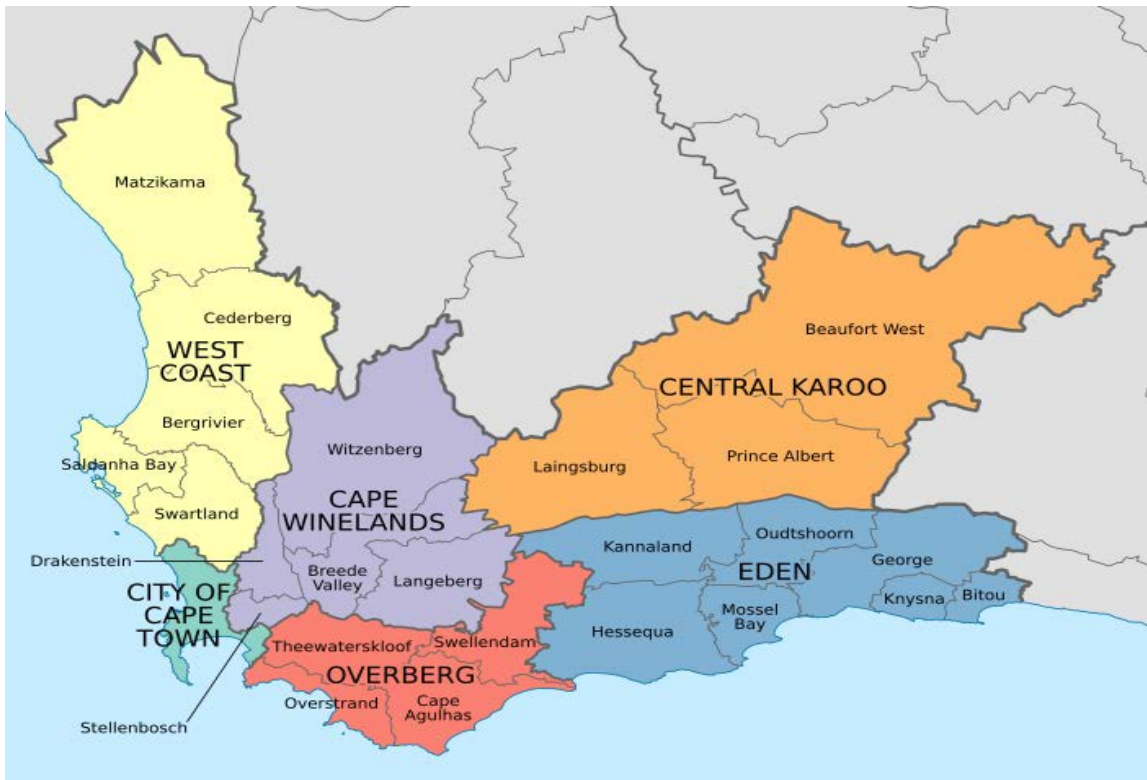 Matzikama
Cederberg
WEST
COAST
Bergrivier
Saldanha Bay
Swartland
Beaufort West
CENTRAL KAROO
Prince Albert
Laingsburg
Witzenberg
CAPE
WINELANDS
Drakenstein
Breede
Valley
Langeberg
CITY OF
CAPE
TOWN
Stellenbosch
Theewaterskloof
Swellendam
OVERBERG
Overstrand
Cape
Agulhas
Kannaland
Oudtshoorn
George
EDEN
Hessequa
Mossel
Bay
Knysna
Bitou